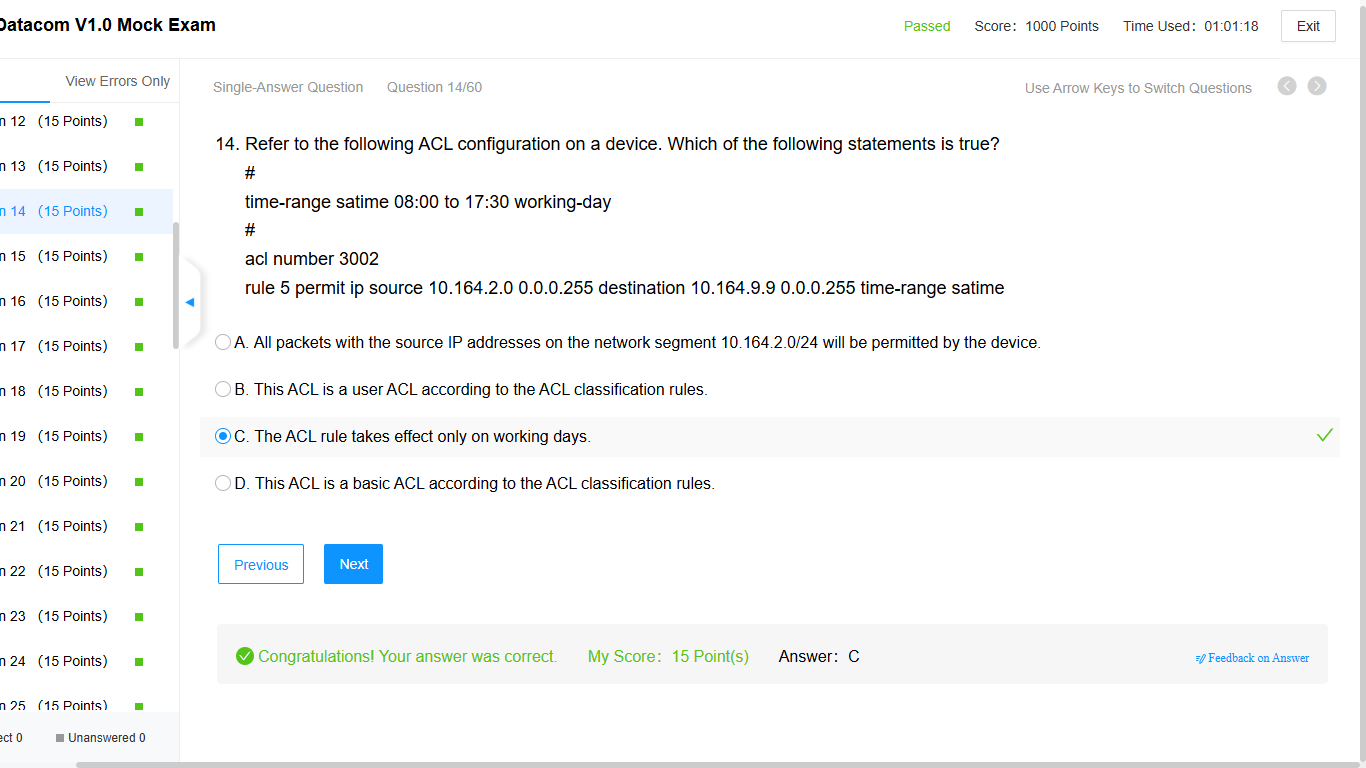 Datacom V1.0 Mock Exam
Passed Score: 1000 Points Time Used: 01:01:18 Exit
View Errors Only
Single-Answer Question Question 14/60 Use Arrow Keys to Switch Questions
n 12 (15 Points)
n 13 (15 Points)
n 14 (15 Points)
n 15 (15 Points)
n 16 (15 Points)
n 17 (15 Points)
n 18 (15 Points)
n 19 (15 Points)
n 20 (15 Points)
n 21 (15 Points)
n 22 (15 Points)
n 23 (15 Points)
n 24 (15 Points)
n 25 (15 Points)
ect 0 Unanswered 0
14. Refer to the following ACL configuration on a device. Which of the following statements is true?
#
time-range satime 08:00 to 17:30 working-day
#
acl number 3002
rule 5 permit ip source 10.164.2.0 0.0.0.255 destination 10.164.9.9 0.0.0.255 time-range satime
A. All packets with the source IP addresses on the network segment 10.164.2.0/24 will be permitted by the device.
B. This ACL is a user ACL according to the ACL classification rules.
C. The ACL rule takes effect only on working days.
D. This ACL is a basic ACL according to the ACL classification rules.
Previous Next
Congratulations! Your answer was correct. My Score: 15 Point(s) Answer: C
Feedback on Answer